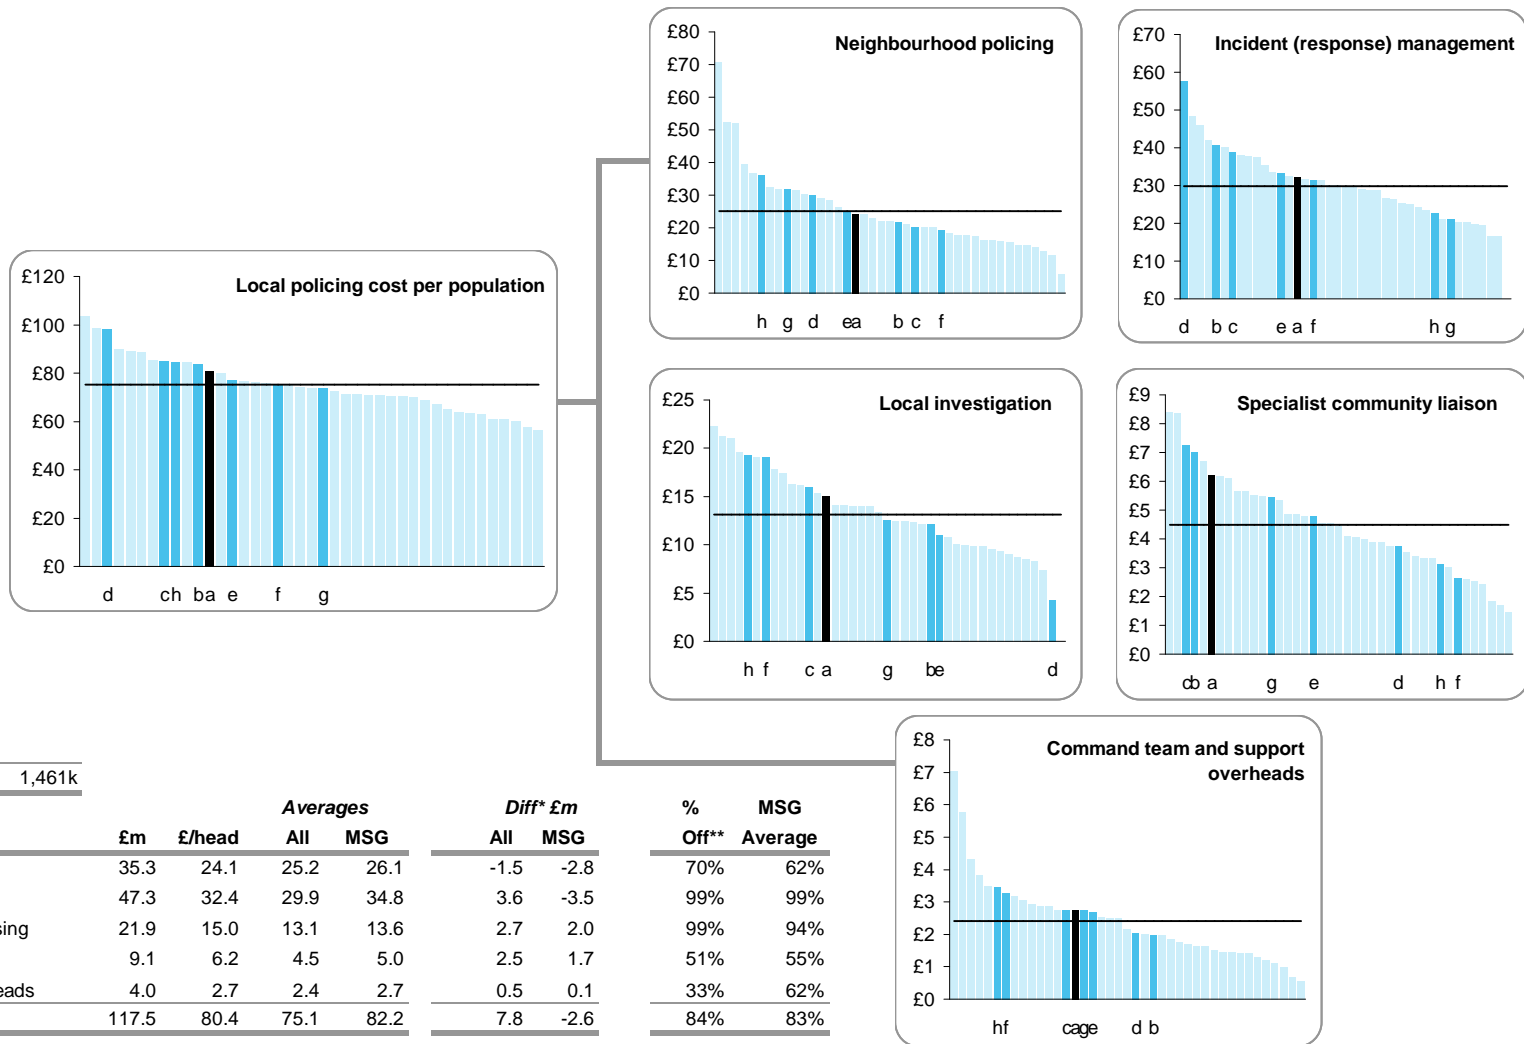 £80
£70
£60
£50
£40
£30
£20
£10
£0
Neighbourhood policing
h g d ea b c f
£70
£60
£50
£40
£30
£20
£10
£0
Incident (response) management
d b c e a f h g
£120
£100
£80
£60
£40
£20
£0
Local policing cost per population
d ch ba e f g
£25
£20
£15
£10
£5
£0
Local investigation
h f c a g be d
£9
£8
£7
£6
£5
£4
£3
£2
£1
£0
Specialist community liaison
cb a g e d h f
£8
£7
£6
£5
£4
£3
£2
£1
£0
Command team and support
overheads
hf cage d b
1,461k
Averages Diff* £m % MSG
£m £/head All MSG All MSG Off** Average
35.3 24.1 25.2 26.1 -1.5 -2.8 70% 62%
47.3 32.4 29.9 34.8 3.6 -3.5 99% 99%
sing 21.9 15.0 13.1 13.6 2.7 2.0 99% 94%
9.1 6.2 4.5 5.0 2.5 1.7 51% 55%
eads 4.0 2.7 2.4 2.7 0.5 0.1 33% 62%
117.5 80.4 75.1 82.2 7.8 -2.6 84% 83%